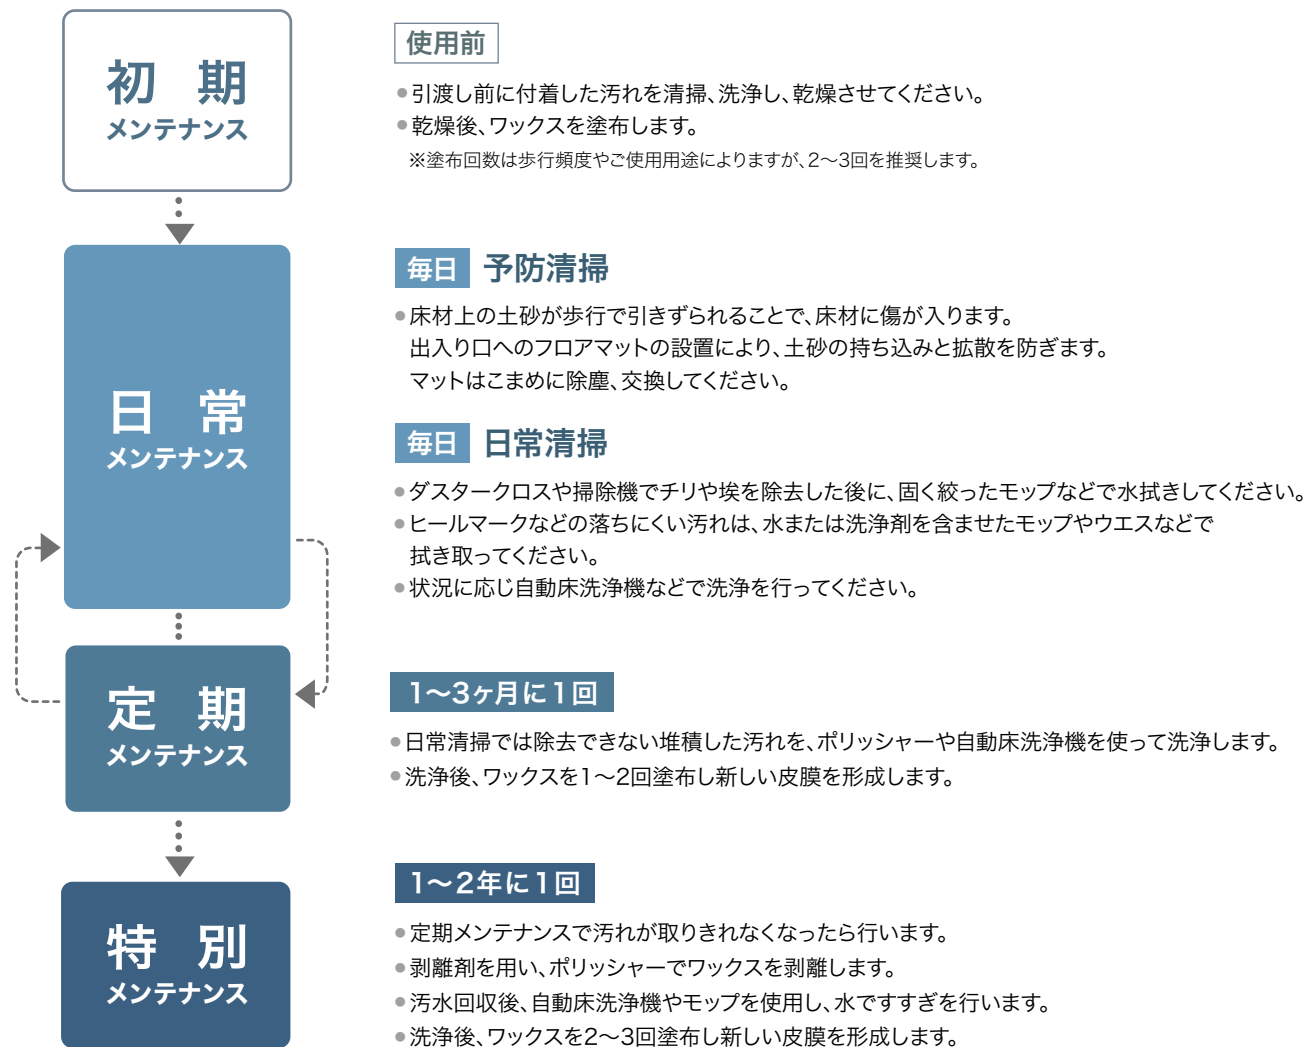 初 期
メンテナンス
使用前
●引渡し前に付着した汚れを清掃、洗浄し、乾燥させてください。
●乾燥後、ワックスを塗布します。
※塗布回数は歩行頻度やご使用用途によりますが、2〜3回を推奨します。
日 常
メンテナンス
毎日 予防清掃
●床材上の土砂が歩行で引きずられることで、床材に傷が入ります。
出入り口へのフロアマットの設置により、土砂の持ち込みと拡散を防ぎます。
マットはこまめに除塵、交換してください。
毎日 日常清掃
●ダスタークロスや掃除機でチリや埃を除去した後に、固く絞ったモップなどで水拭きしてください。
●ヒールマークなどの落ちにくい汚れは、水または洗浄剤を含ませたモップやウエスなどで
拭き取ってください。
●状況に応じ自動床洗浄機などで洗浄を行ってください。
定 期
メンテナンス
1〜3ヶ月に1回
●日常清掃では除去できない堆積した汚れを、ポリッシャーや自動床洗浄機を使って洗浄します。
●洗浄後、ワックスを1〜2回塗布し新しい皮膜を形成します。
特 別
メンテナンス
1〜2年に1回
●定期メンテナンスで汚れが取りきれなくなったら行います。
●剥離剤を用い、ポリッシャーでワックスを剥離します。
●汚水回収後、自動床洗浄機やモップを使用し、水ですすぎを行います。
●洗浄後、ワックスを2〜3回塗布し新しい皮膜を形成します。